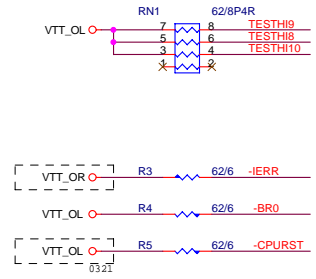 RN1 62/8P4R
VTT_OL 7 8 TESTHI9
5 6 TESTHI8
3 4 TESTHI10
1 2
VTT_OR R3 62/6 -IERR
VTT_OL R4 62/6 -BR0
VTT_OL R5 62/6 -CPURST
0321